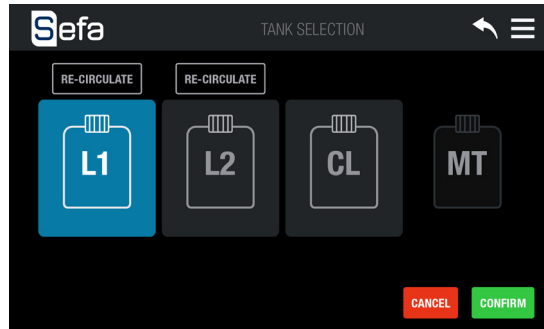 Sefa
TANK SELECTION
RE-CIRCULATE RE-CIRCULATE
L1 L2 CL MT
CANCEL CONFIRM